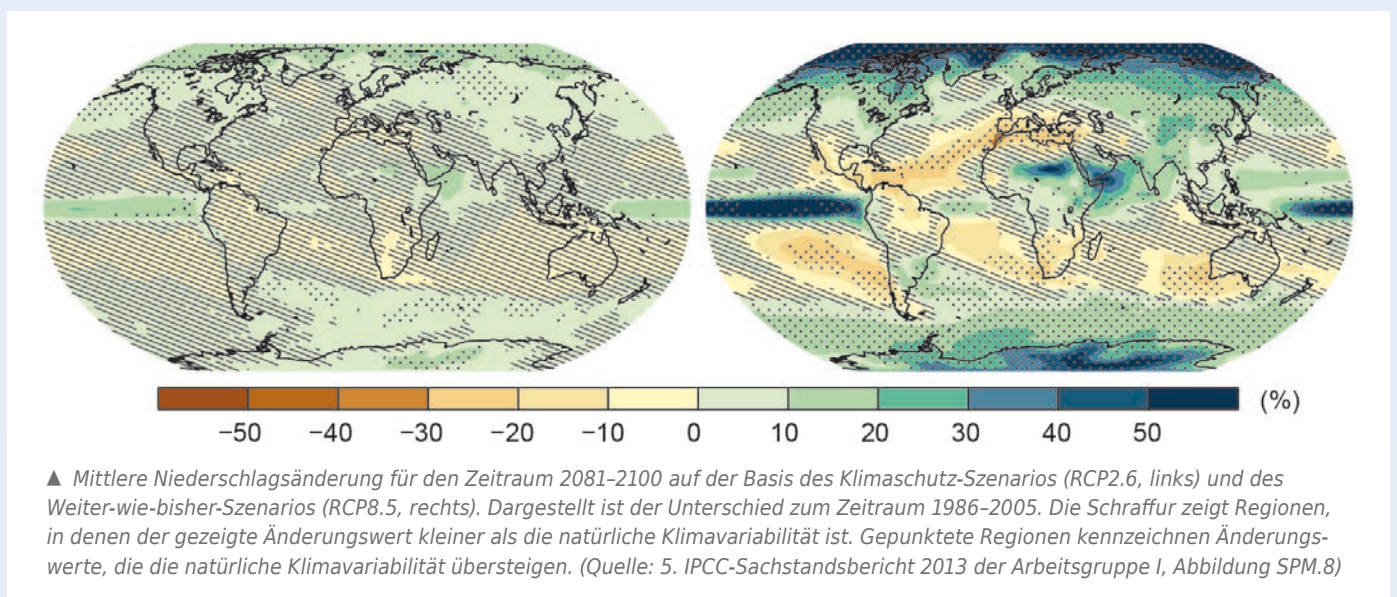 (%)
−50 −40 −30 −20 −10 0 10 20 30 40 50
▲ Mittlere Niederschlagsänderung für den Zeitraum 2081–2100 auf der Basis des Klimaschutz-Szenarios (RCP2.6, links) und des
Weiter-wie-bisher-Szenarios (RCP8.5, rechts). Dargestellt ist der Unterschied zum Zeitraum 1986–2005. Die Schraffur zeigt Regionen,
in denen der gezeigte Änderungswert kleiner als die natürliche Klimavariabilität ist. Gepunktete Regionen kennzeichnen Änderungs-
werte, die die natürliche Klimavariabilität übersteigen. (Quelle: 5. IPCC-Sachstandsbericht 2013 der Arbeitsgruppe I, Abbildung SPM.8)